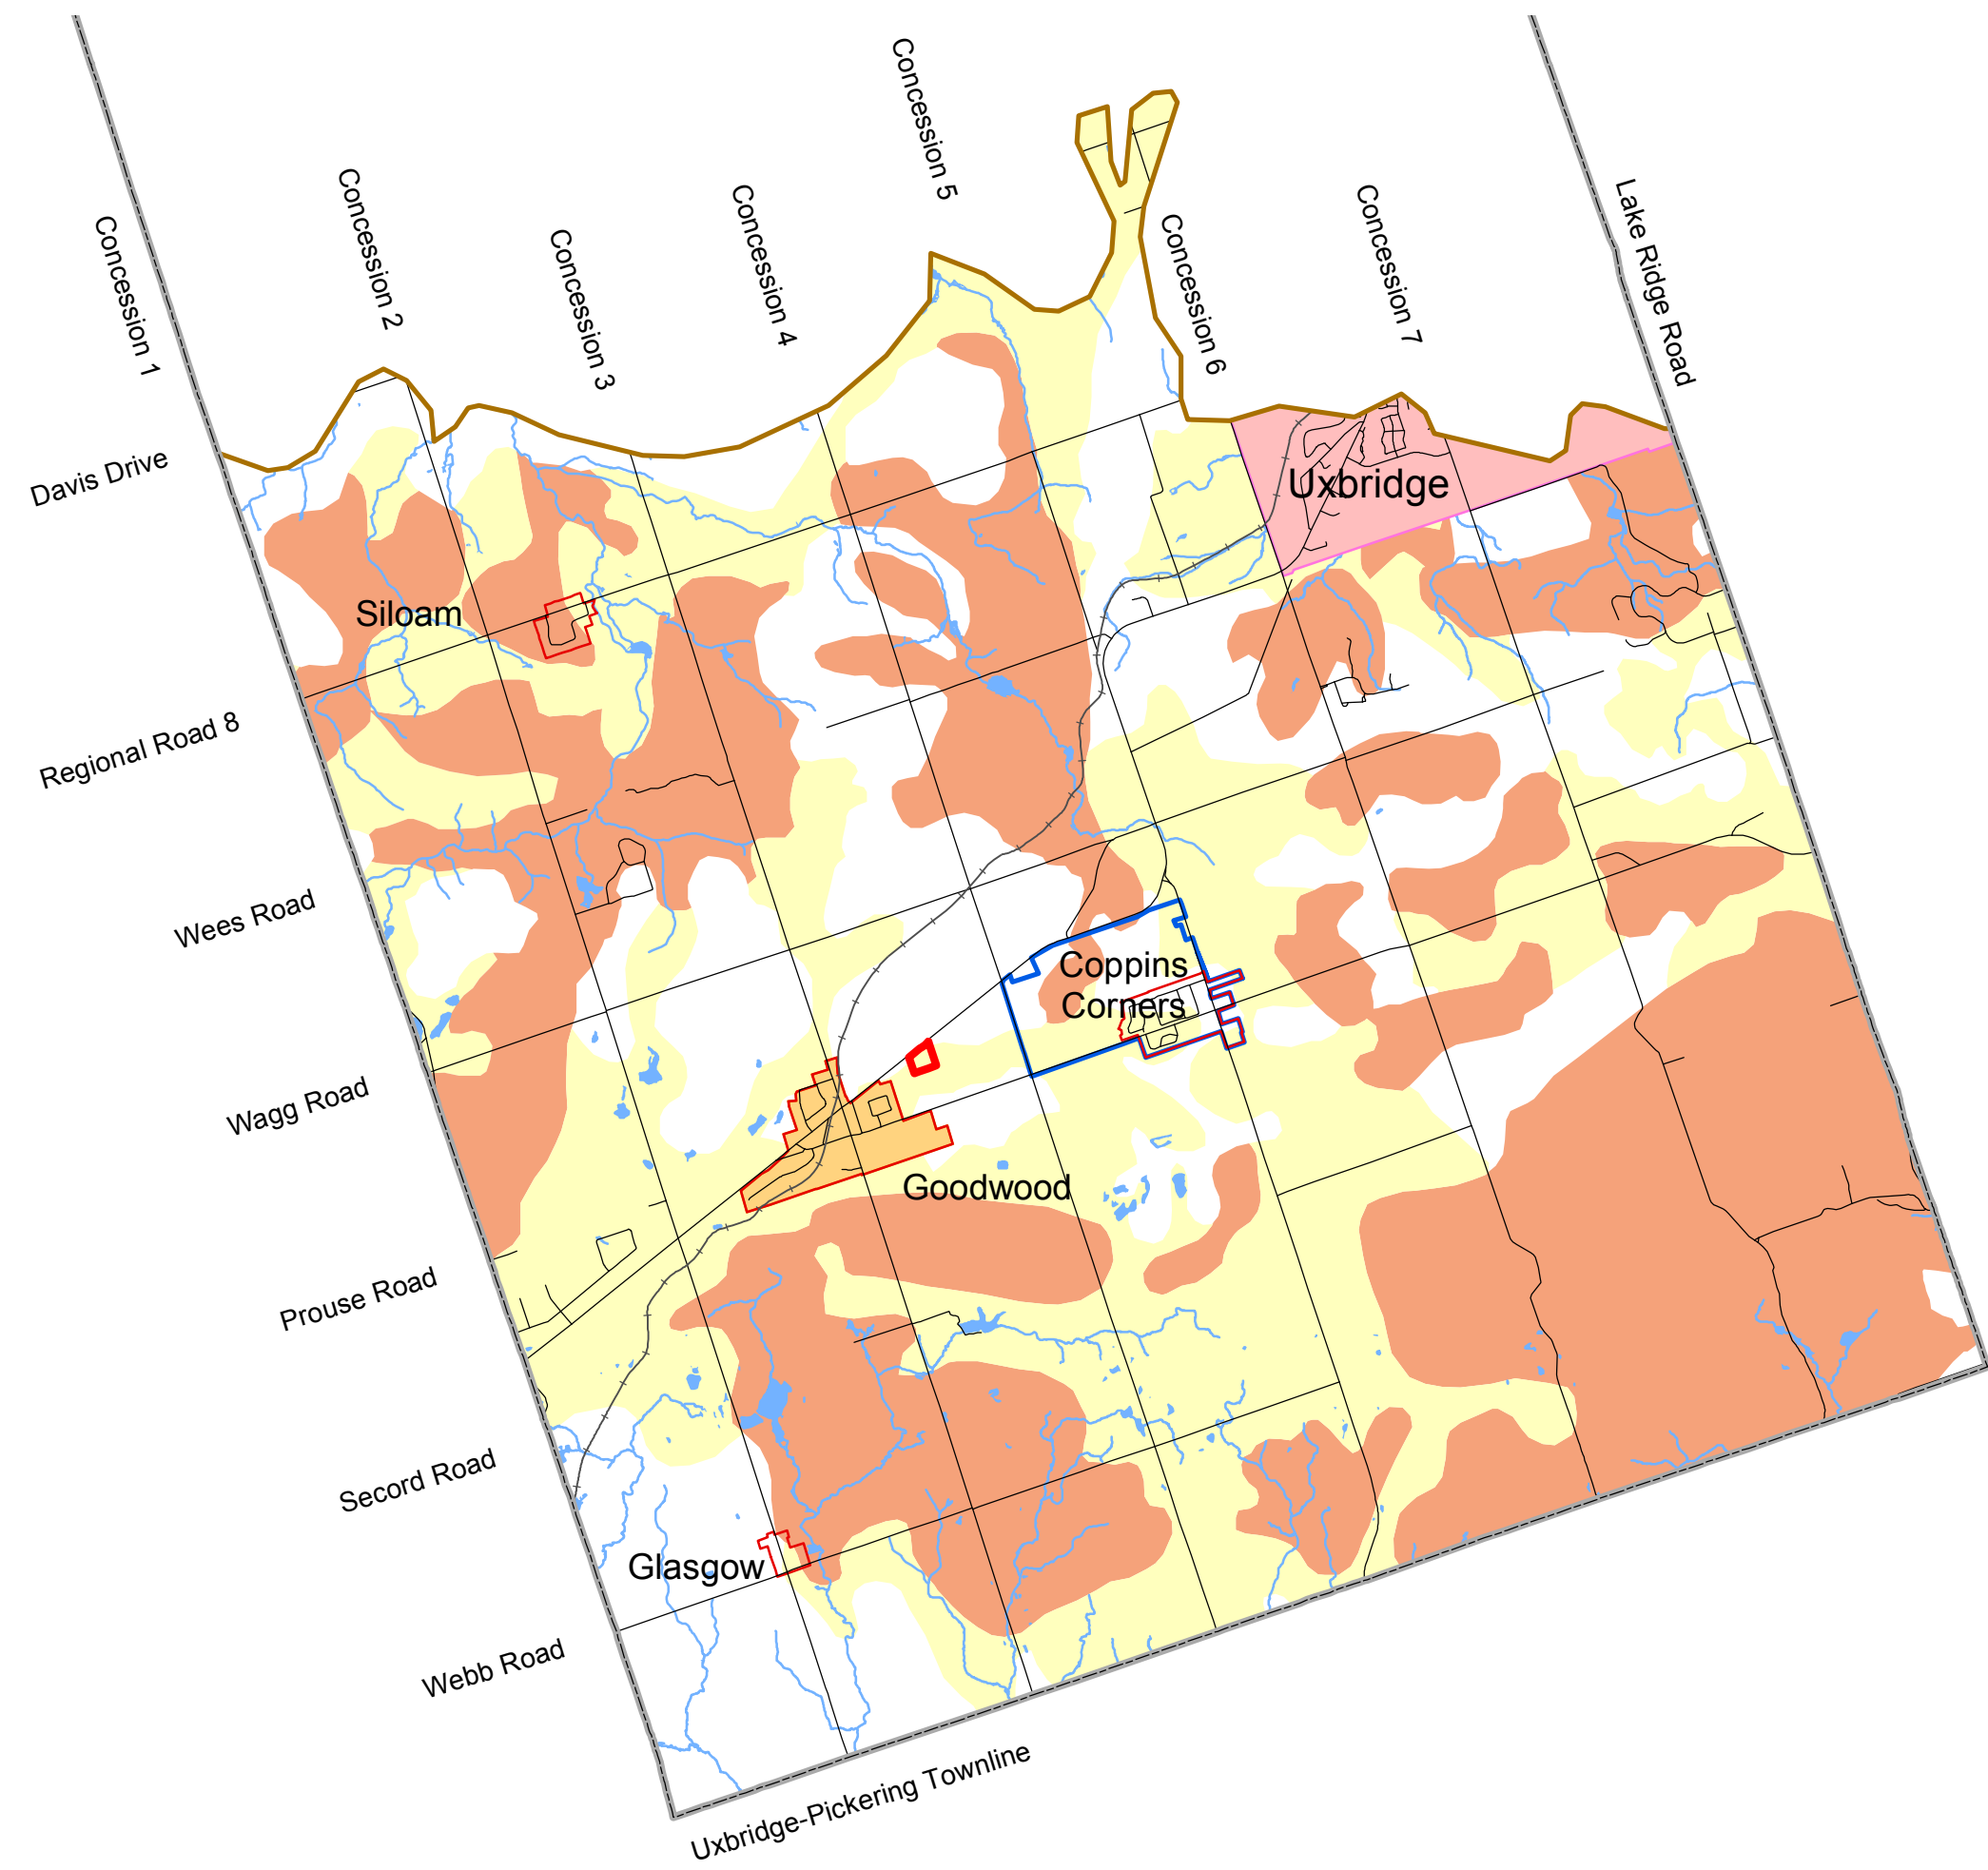 Concession 1
Concession 2
Concession 3
Concession 4
Concession 5
Concession 6
Concession 7
Lake Ridge Road
Davis Drive
Uxbridge
Siloam
Regional Road 8
Wees Road
Coppins
Corners
Wagg Road
Goodwood
Prouse Road
Secord Road
Glasgow
Webb Road
Uxbridge-Pickering Townline